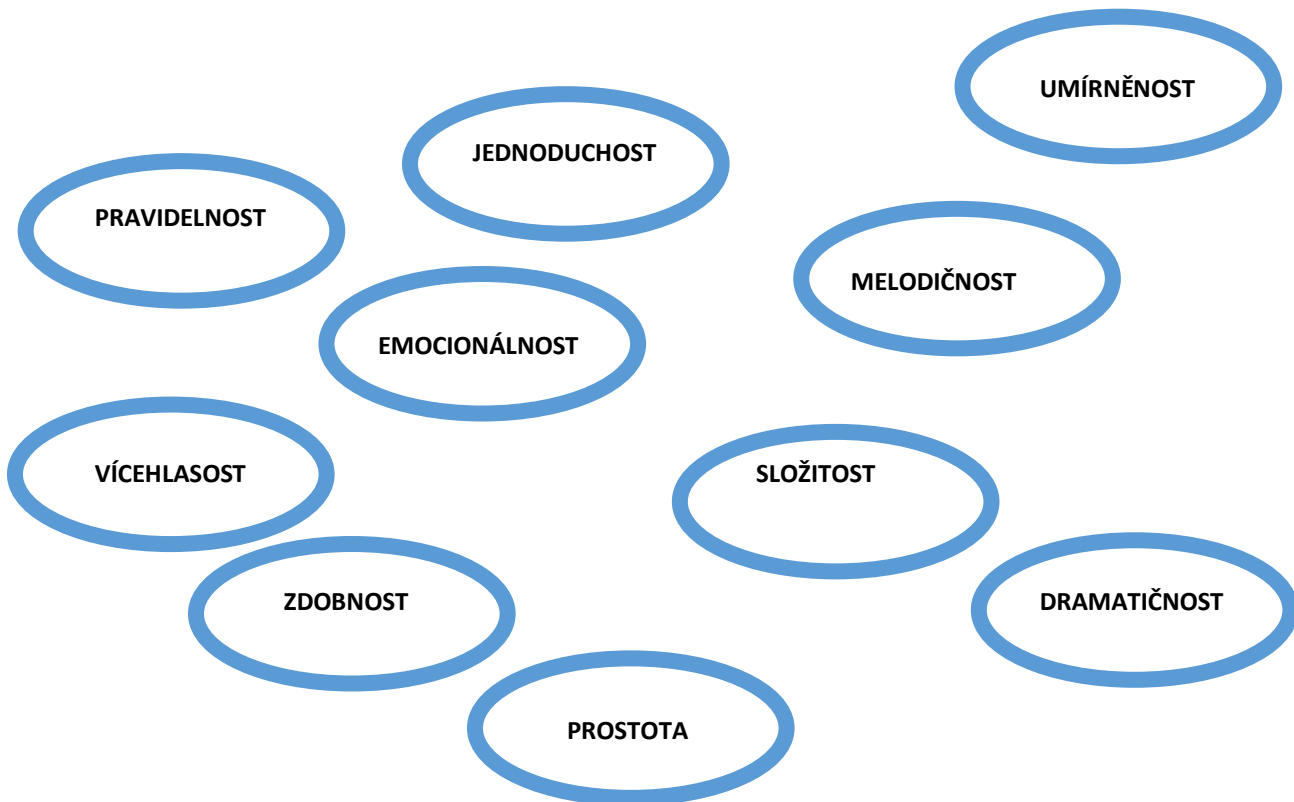 UMÍRNĚNOST
JEDNODUCHOST
PRAVIDELNOST
MELODIČNOST
EMOCIONÁLNOST
VÍCEHLASOST
SLOŽITOST
ZDOBNOST
DRAMATIČNOST
PROSTOTA